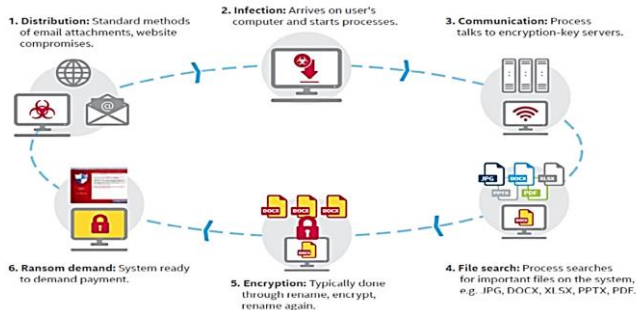 1. Distribution: Standard methods
of email attachments, website
compromises.
2. Infection: Arrives on user's
computer and starts processes.
3. Communication: Process
talks to encryption-key servers.
@
JPG
DOCX
XLSX
PPTX
PDF
DOCX
DOCX
DOCX
6. Ransom demand: System ready
to demand payment.
5. Encryption: Typically done
through rename, encrypt,
rename again.
4. File search: Process searches
for important files on the system,
e.g. JPG, DOCX, XLSX, PPTX, PDF.